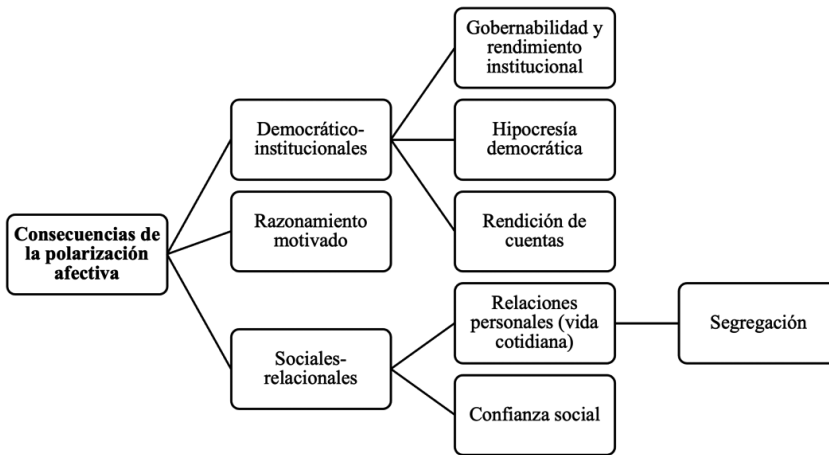 Consecuencias de
la polarización
afectiva
Democrático-
institucionales
Razonamiento
motivado
Sociales-
relacionales
Gobernabilidad y
rendimiento
institucional
Hipocresía
democrática
Rendición de
cuentas
Relaciones
personales (vida
cotidiana)
Confianza social
Segregación